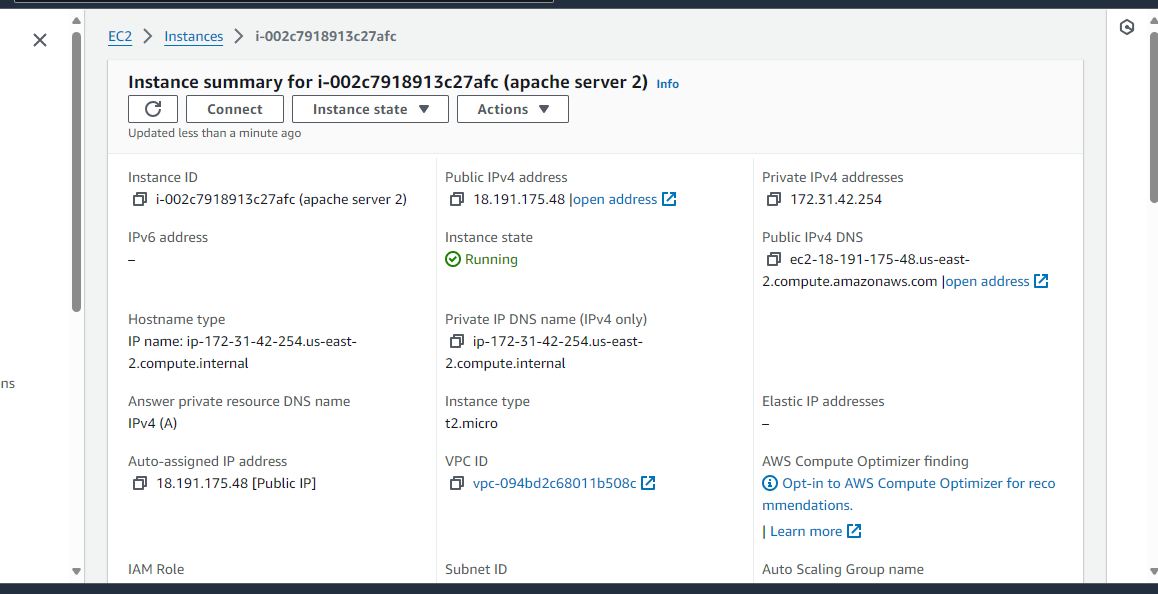 EC2 > Instances > i-002c7918913c27afc
Instance summary for i-002c7918913c27afc (apache server 2) Info
Connect Instance state Actions
Updated less than a minute ago
Instance ID
i-002c7918913c27afc (apache server 2)
Public IPv4 address
18.191.175.48 |open address
Private IPv4 addresses
172.31.42.254
IPv6 address
–
Instance state
Running
Public IPv4 DNS
ec2-18-191-175-48.us-east-
2.compute.amazonaws.com |open address
Hostname type
IP name: ip-172-31-42-254.us-east-
2.compute.internal
Private IP DNS name (IPv4 only)
ip-172-31-42-254.us-east-
2.compute.internal
ns
Answer private resource DNS name
IPv4 (A)
Instance type
t2.micro
Elastic IP addresses
–
Auto-assigned IP address
18.191.175.48 [Public IP]
VPC ID
vpc-094bd2c68011b508c
AWS Compute Optimizer finding
Opt-in to AWS Compute Optimizer for reco
mmendations.
| Learn more
IAM Role
Subnet ID
Auto Scaling Group name